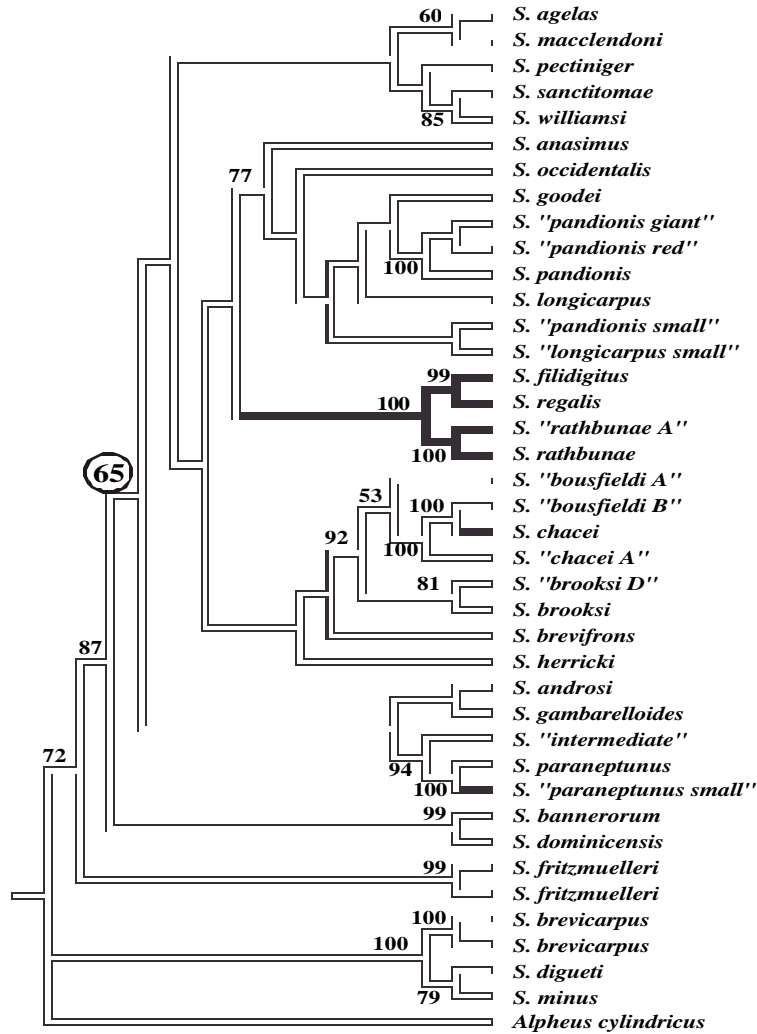 60
S. agelas
S. macclendoni
S. pectiniger
S. sanctitomae
85
S. williamsi
S. anasimus
77
S. occidentalis
S. goodei
S. "pandionis giant"
S. "pandionis red"
100
S. pandionis
S. longicarpus
S. "pandionis small"
S. "longicarpus small"
99
S. filidigitus
100
S. regalis
S. "rathbunae A"
100
S. rathbunae
65
S. "bousfieldi A"
53
100
S. "bousfieldi B"
92
S. chacei
100
S. "chacei A"
81
S. "brooksi D"
S. brooksi
S. brevifrons
87
S. herricki
S. androsi
S. gambarelloides
72
S. "intermediate"
94
S. paraneptunus
100
S. "paraneptunus small"
99
S. bannerorum
S. dominicensis
99
S. fritzmuelleri
S. fritzmuelleri
100
S. brevicarpus
100
S. brevicarpus
S. digueti
79
S. minus
Alpheus cylindricus